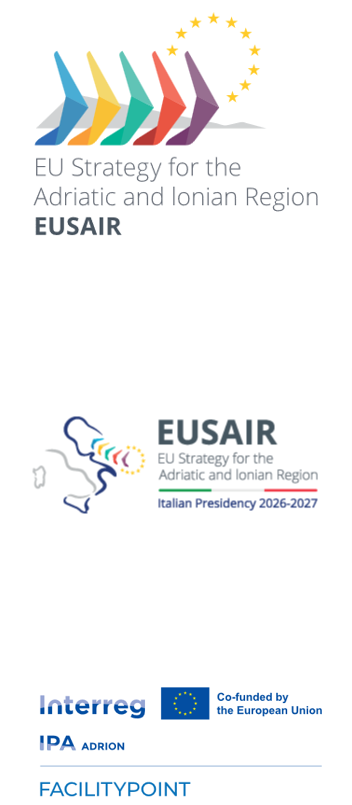 EU Strategy for the
Adriatic and Ionian Region
EUSAIR
EUSAIR
EU Strategy for the
Adriatic and Ionian Region
Italian Presidency 2026-2027
Interreg
Co-funded by
the European Union
IPA ADRION
FACILITYPOINT